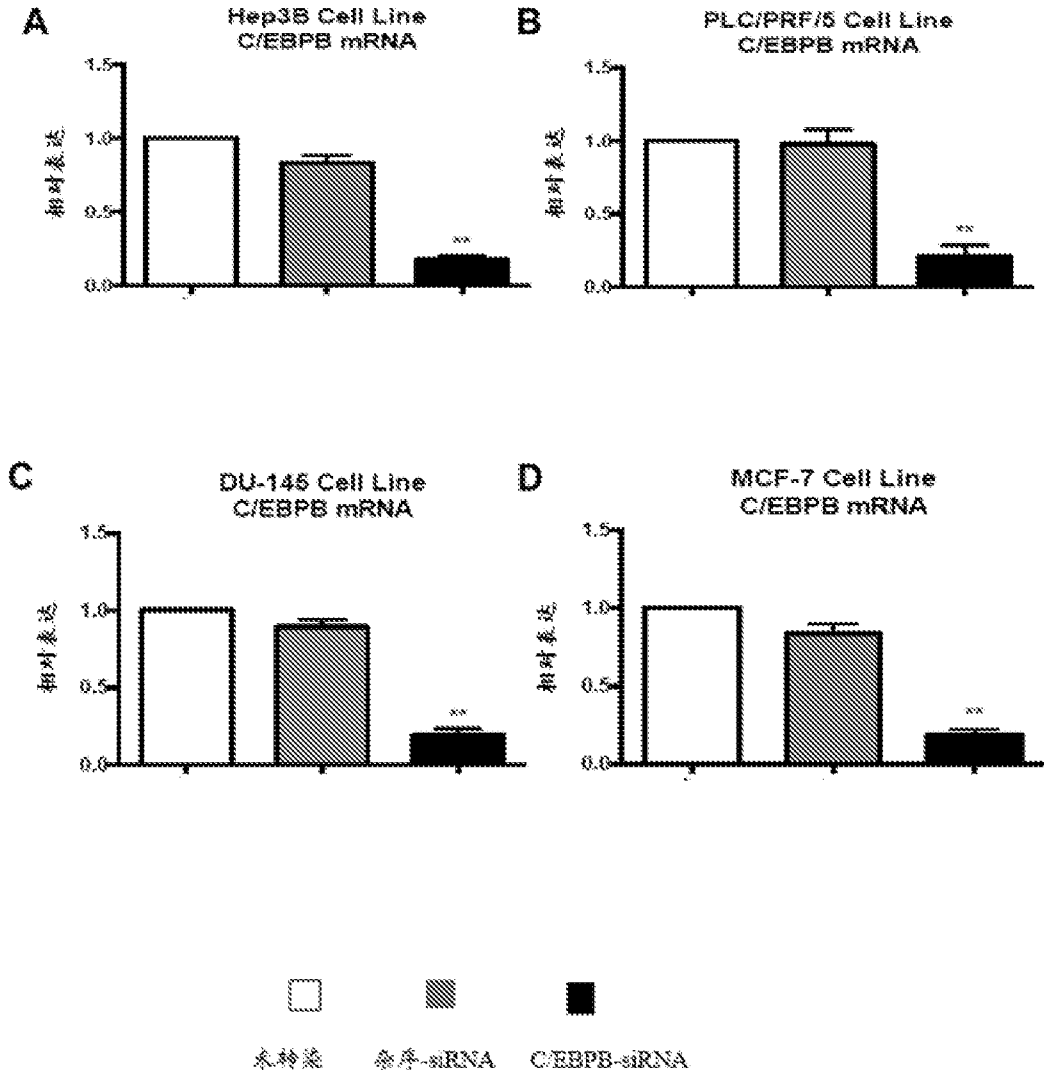 A
Hep3B Cell Line
C/EBPB mRNA
相对表达
1.5
1.0
0.5
0.0
**
B
PLC/PRF/5 Cell Line
C/EBPB mRNA
相对表达
1.5
1.0
0.5
0.0
**
C
DU-145 Cell Line
C/EBPB mRNA
相对表达
1.5
1.0
0.5
0.0
**
D
MCF-7 Cell Line
C/EBPB mRNA
相对表达
1.5
1.0
0.5
0.0
**
未转染
杂序-siRNA
C/EBPB-siRNA